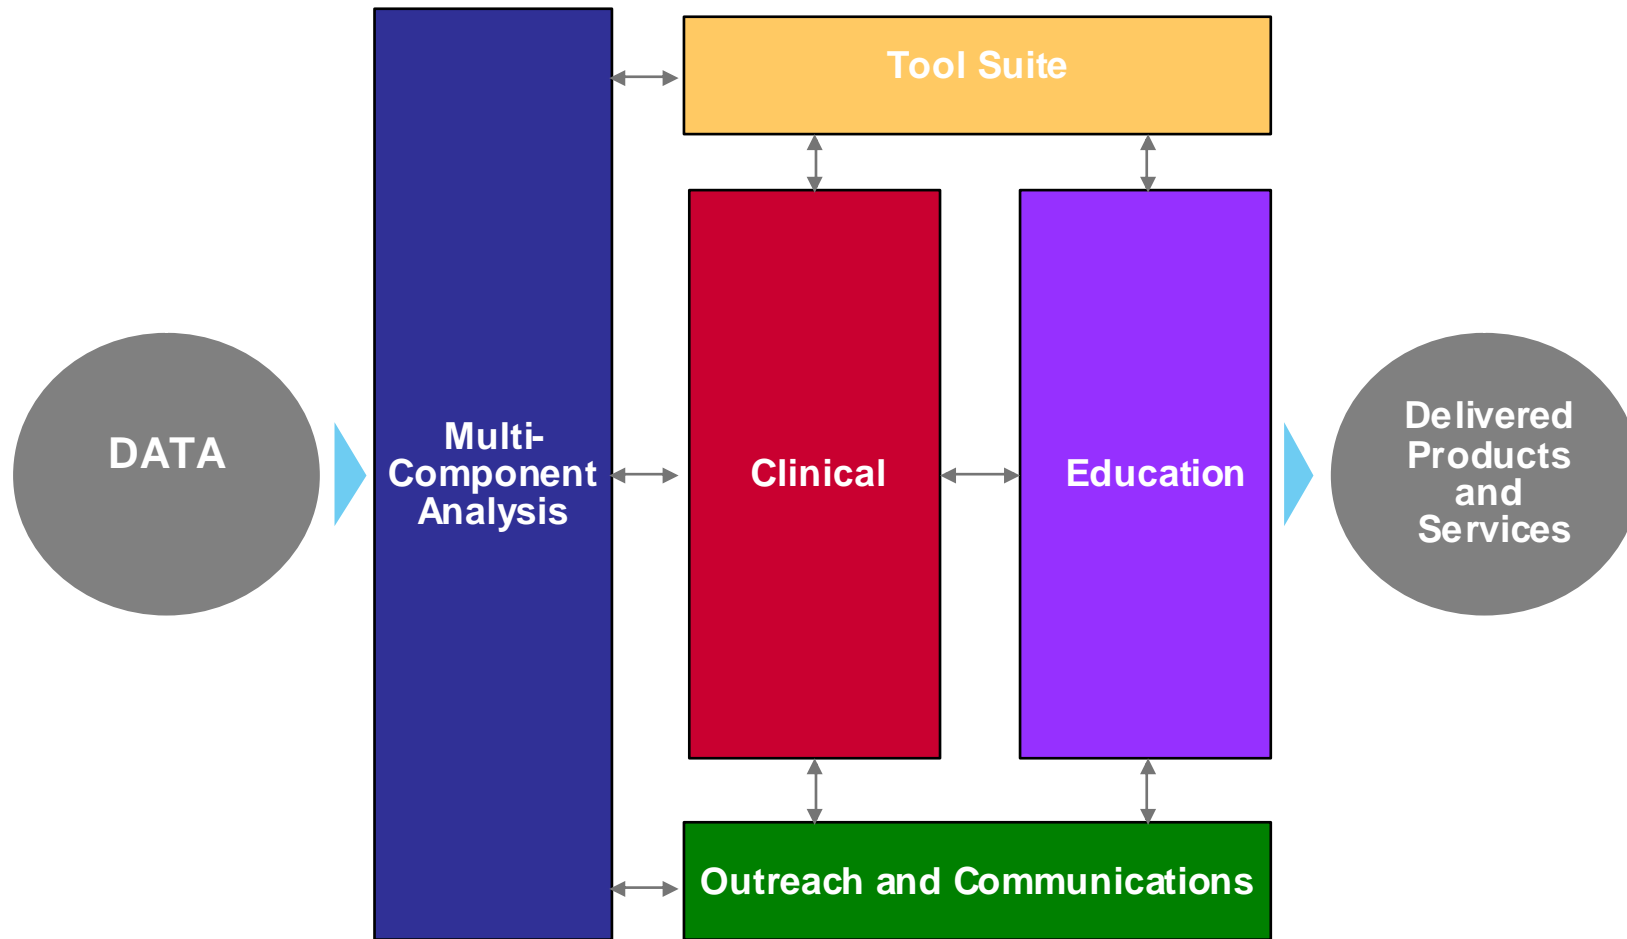 Tool Suite
DATA
Multi-
Component
Analysis
Clinical
Education
Delivered
Products
and
Services
Outreach and Communications